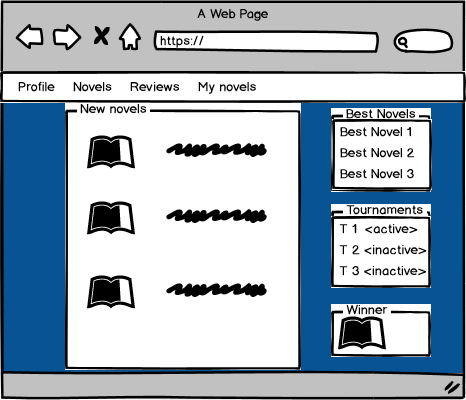 A Web Page
https://
Profile Novels Reviews My novels
New novels
Best Novels
Best Novel 1
Best Novel 2
Best Novel 3
Tournaments
T 1 <active>
T 2 <inactive>
T 3 <inactive>
Winner